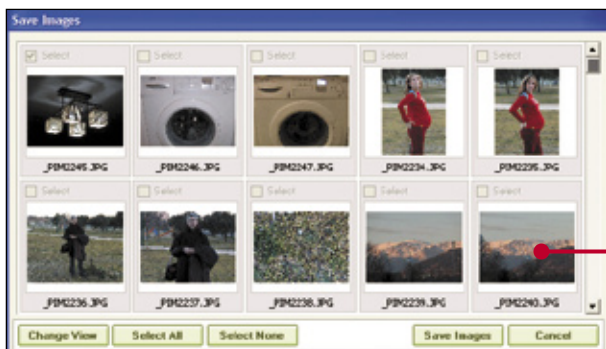 Save Images
Select Select Select Select Select
_PIM2245.JPG _PIM2246.JPG _PIM2247.JPG _PIM2234.JPG _PIM2235.JPG
Select Select Select Select Select
_PIM2236.JPG _PIM2237.JPG _PIM2238.JPG _PIM2239.JPG _PIM2240.JPG
Change View Select All Select None Save Images Cancel